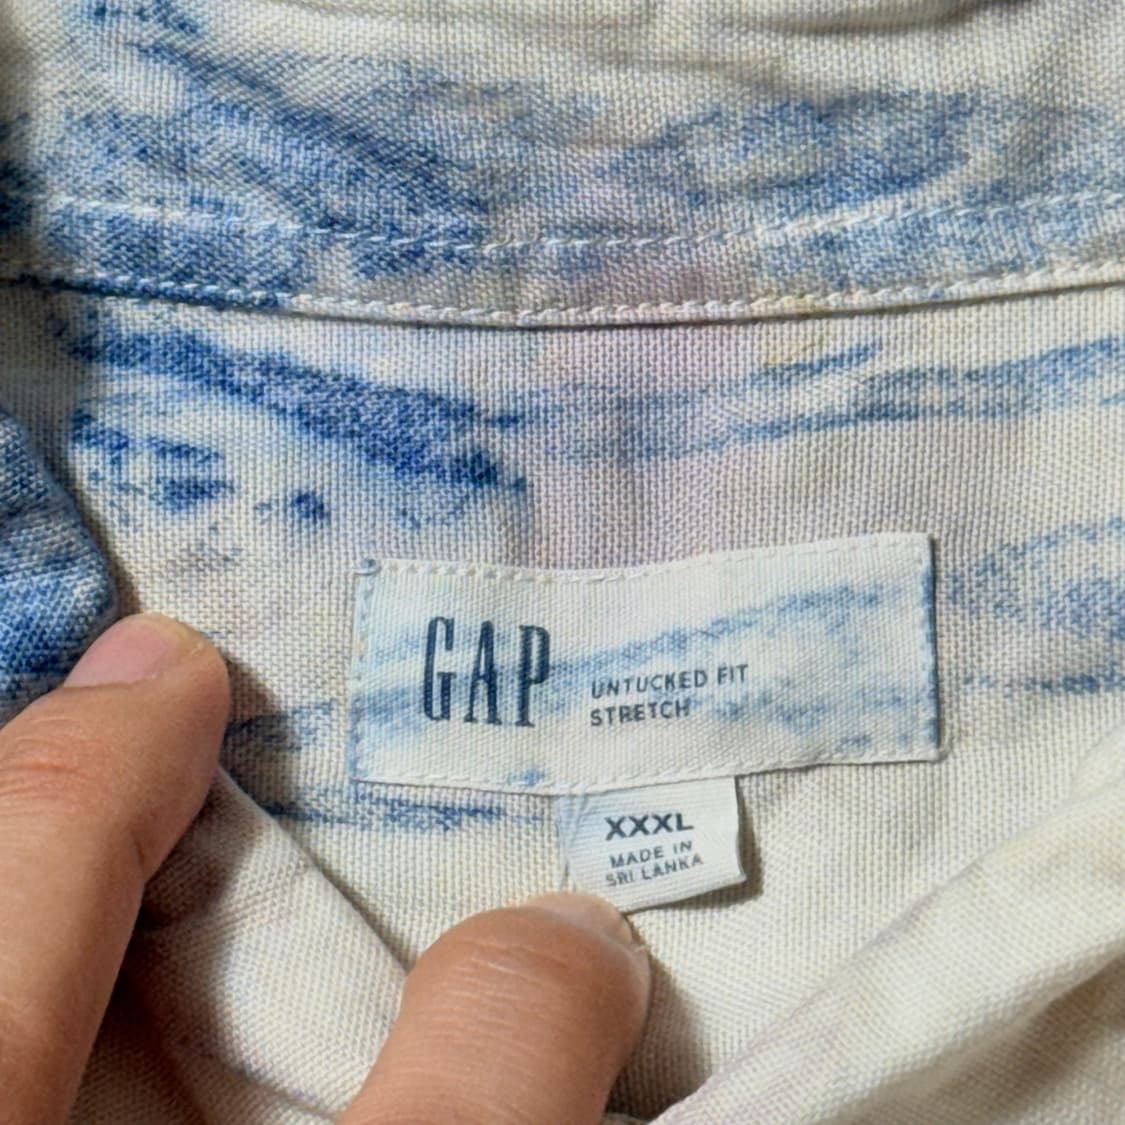 GAP
UNTUCKED FIT
STRETCH
XXXL
MADE IN
SRI LANKA